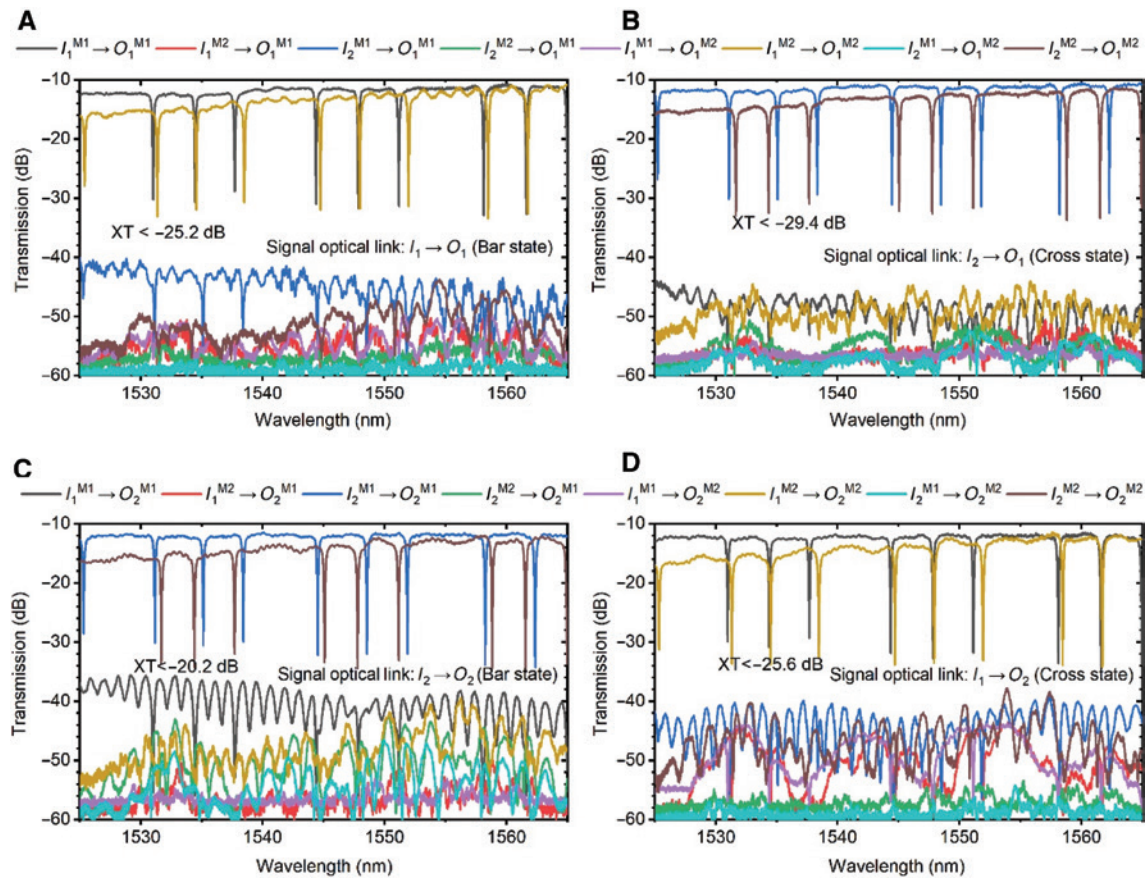 A
B
I₁ᴹ¹ → O₁ᴹ¹ I₁ᴹ² → O₁ᴹ¹ I₂ᴹ¹ → O₁ᴹ¹ I₂ᴹ² → O₁ᴹ¹ I₁ᴹ¹ → O₁ᴹ² I₁ᴹ² → O₁ᴹ² I₂ᴹ¹ → O₁ᴹ² I₂ᴹ² → O₁ᴹ²
−10
−20
−30
−40
−50
−60
Transmission (dB)
XT < −25.2 dB
Signal optical link: I₁ → O₁ (Bar state)
1530 1540 1550 1560
Wavelength (nm)
−10
−20
−30
−40
−50
−60
Transmission (dB)
XT < −29.4 dB
Signal optical link: I₂ → O₁ (Cross state)
1530 1540 1550 1560
Wavelength (nm)
C
D
I₁ᴹ¹ → O₂ᴹ¹ I₁ᴹ² → O₂ᴹ¹ I₂ᴹ¹ → O₂ᴹ¹ I₂ᴹ² → O₂ᴹ¹ I₁ᴹ¹ → O₂ᴹ² I₁ᴹ² → O₂ᴹ² I₂ᴹ¹ → O₂ᴹ² I₂ᴹ² → O₂ᴹ²
−10
−20
−30
−40
−50
−60
Transmission (dB)
XT<−20.2 dB
Signal optical link: I₂ → O₂ (Bar state)
1530 1540 1550 1560
Wavelength (nm)
−10
−20
−30
−40
−50
−60
Transmission (dB)
XT<−25.6 dB
Signal optical link: I₁ → O₂ (Cross state)
1530 1540 1550 1560
Wavelength (nm)